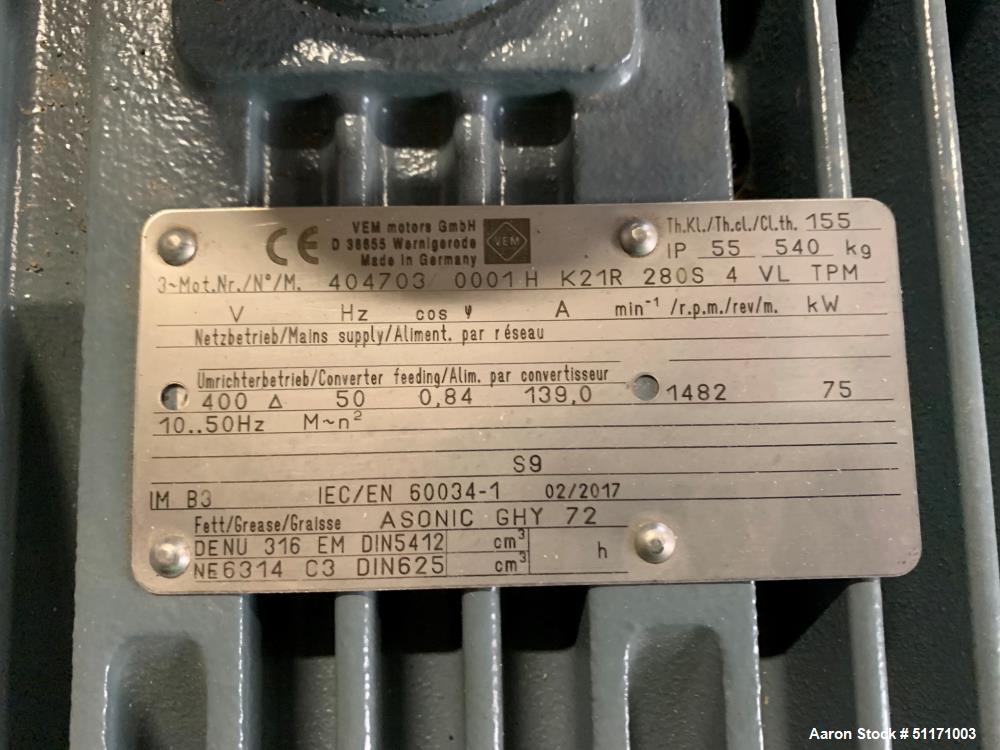 CE
VEM motors GmbH
D 38855 Wernigerode
Made in Germany
VEM
Th.Kl./Th.cl./Cl.th. 155
IP 55 540 kg
3~Mot.Nr./N°/M. 404703/ 0001 H K21R 280S 4 VL TPM
V Hz cos φ A min⁻¹ /r.p.m./rev/m. kW
Netzbetrieb/Mains supply/Aliment. par réseau
Umrichterbetrieb/Converter feeding/Alim. par convertisseur
400 Δ 50 0,84 139,0 1482 75
10..50Hz M~n²
S9
IM B3 IEC/EN 60034-1 02/2017
Fett/Grease/Graisse ASONIC GHY 72
DENU 316 EM DIN5412 cm³ h
NE6314 C3 DIN625 cm³
Aaron Stock # 51171003